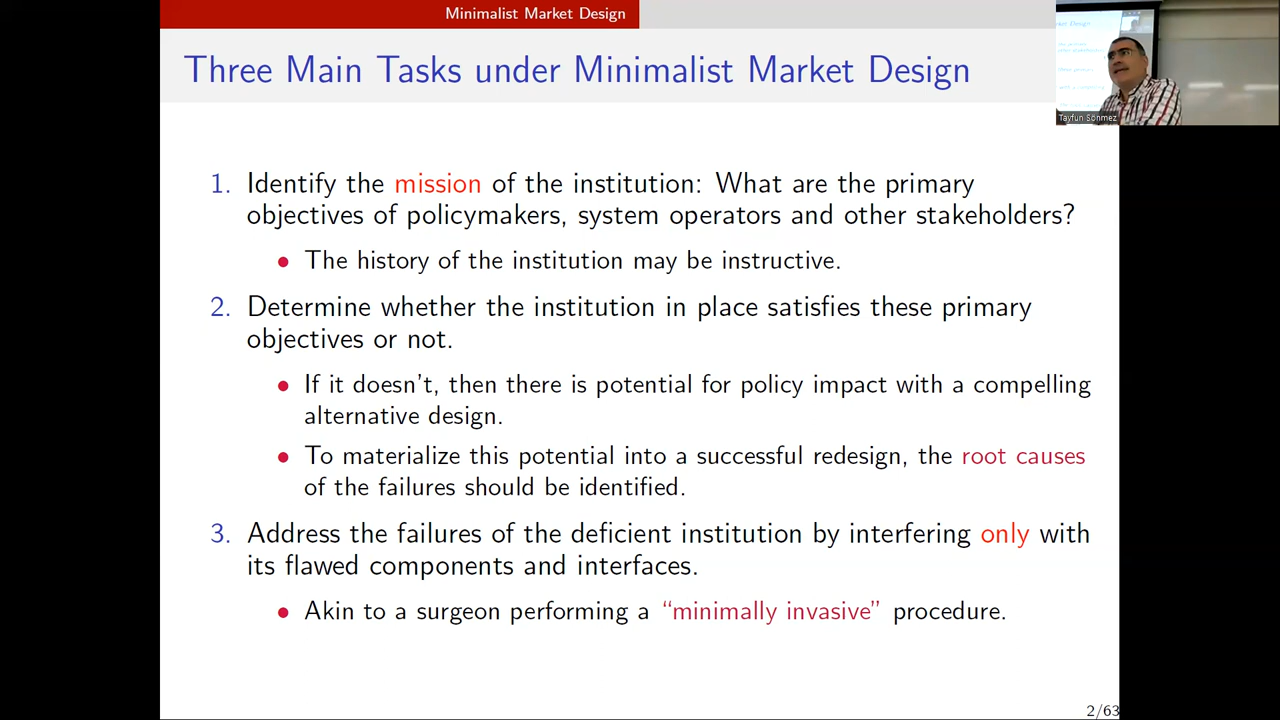 Minimalist Market Design
Three Main Tasks under Minimalist Market Design
Tayfun Sönmez
1. Identify the mission of the institution: What are the primary
objectives of policymakers, system operators and other stakeholders?
• The history of the institution may be instructive.
2. Determine whether the institution in place satisfies these primary
objectives or not.
• If it doesn't, then there is potential for policy impact with a compelling
alternative design.
• To materialize this potential into a successful redesign, the root causes
of the failures should be identified.
3. Address the failures of the deficient institution by interfering only with
its flawed components and interfaces.
• Akin to a surgeon performing a “minimally invasive” procedure.
2/63